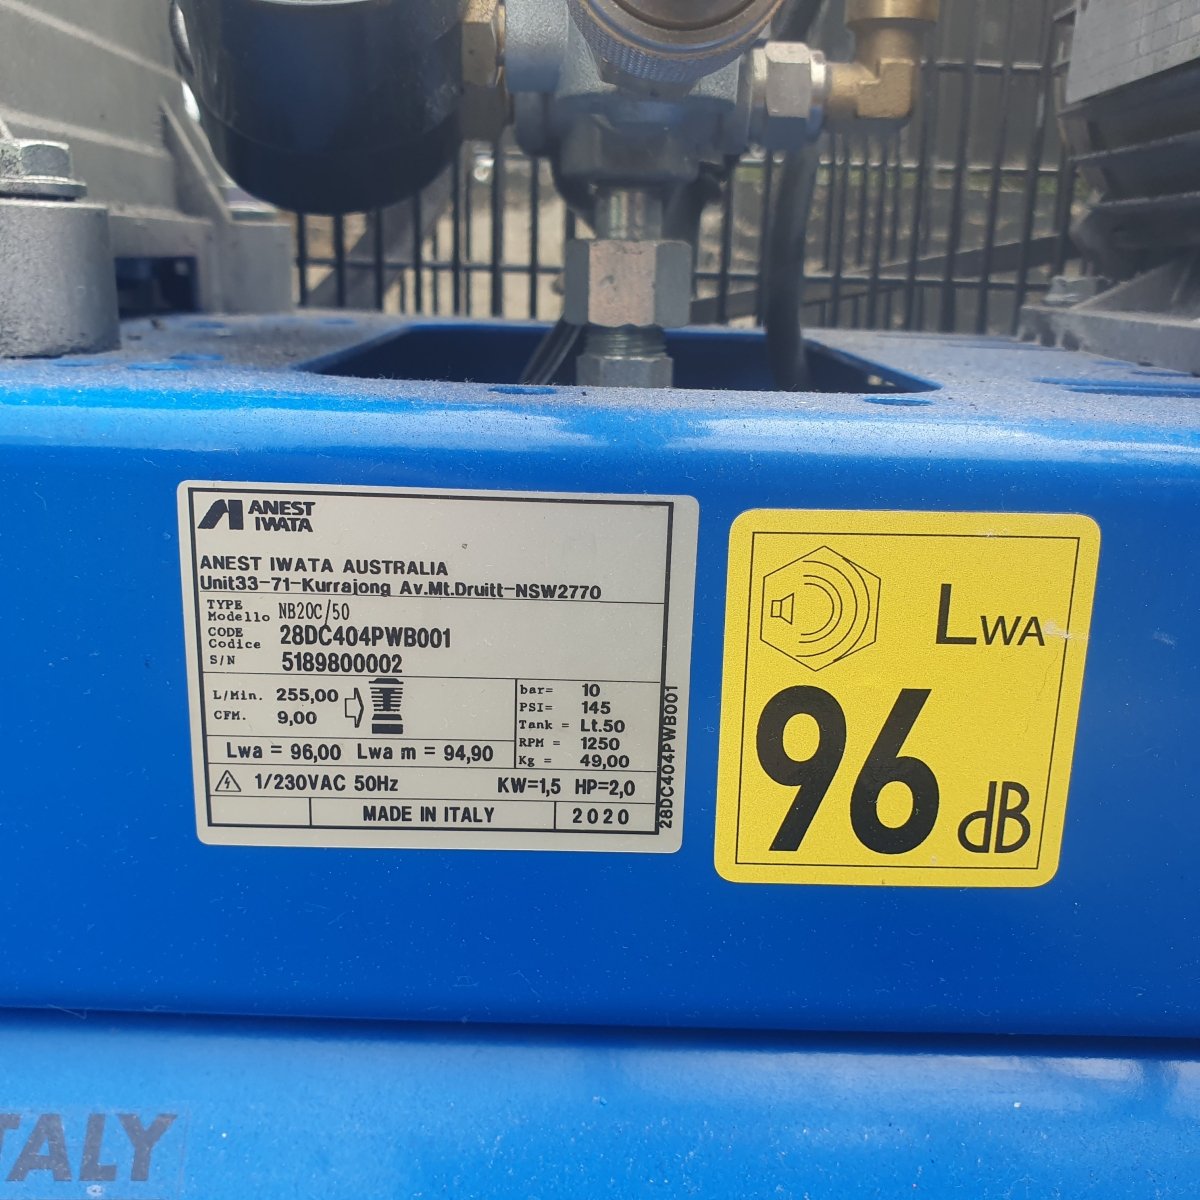 ANEST
IWATA
ANEST IWATA AUSTRALIA
Unit33-71-Kurrajong Av.Mt.Druitt-NSW2770
TYPE
Modello NB20C/50
CODE
Codice 28DC404PWB001
S/N 5189800002
L/Min. 255,00
CFM. 9,00
bar= 10
PSI= 145
Tank = Lt.50
RPM = 1250
Kg = 49,00
Lwa = 96,00 Lwa m = 94,90
1/230VAC 50Hz KW=1,5 HP=2,0
MADE IN ITALY 2020
28DC404PWB001
LWA
96 dB
TALY